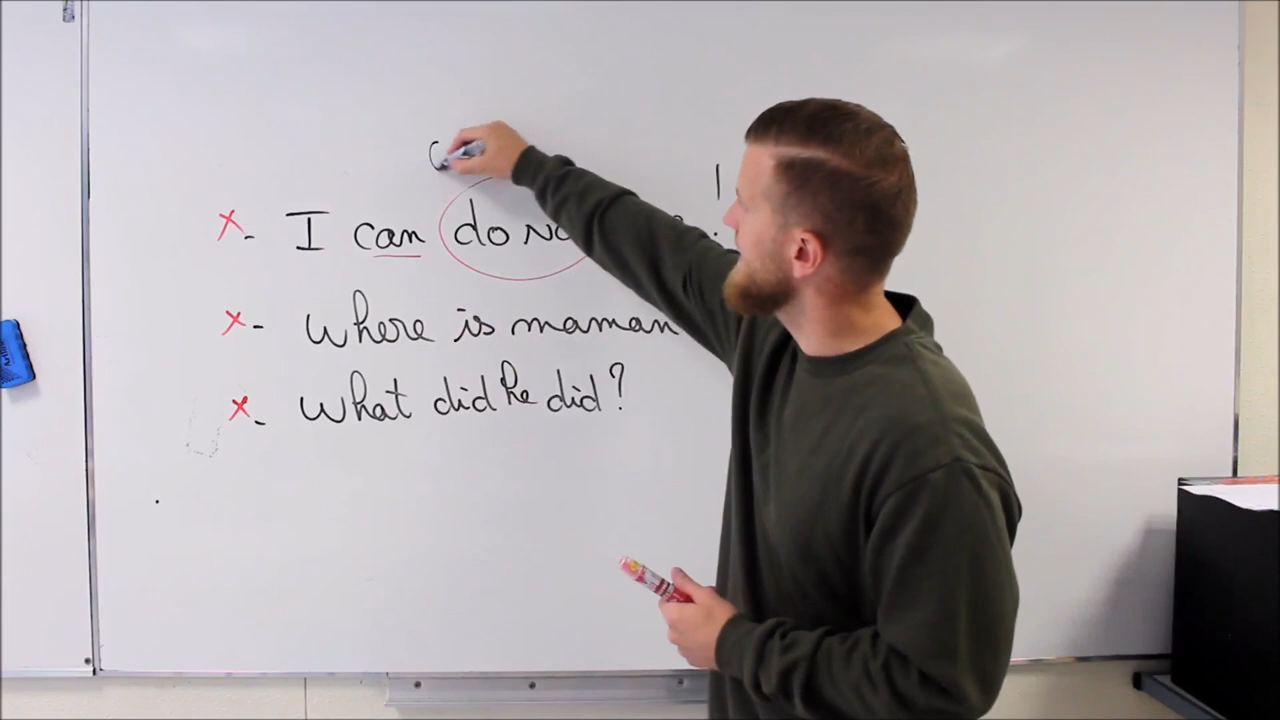 x- I can do
x- where is maman
x- what did he did?